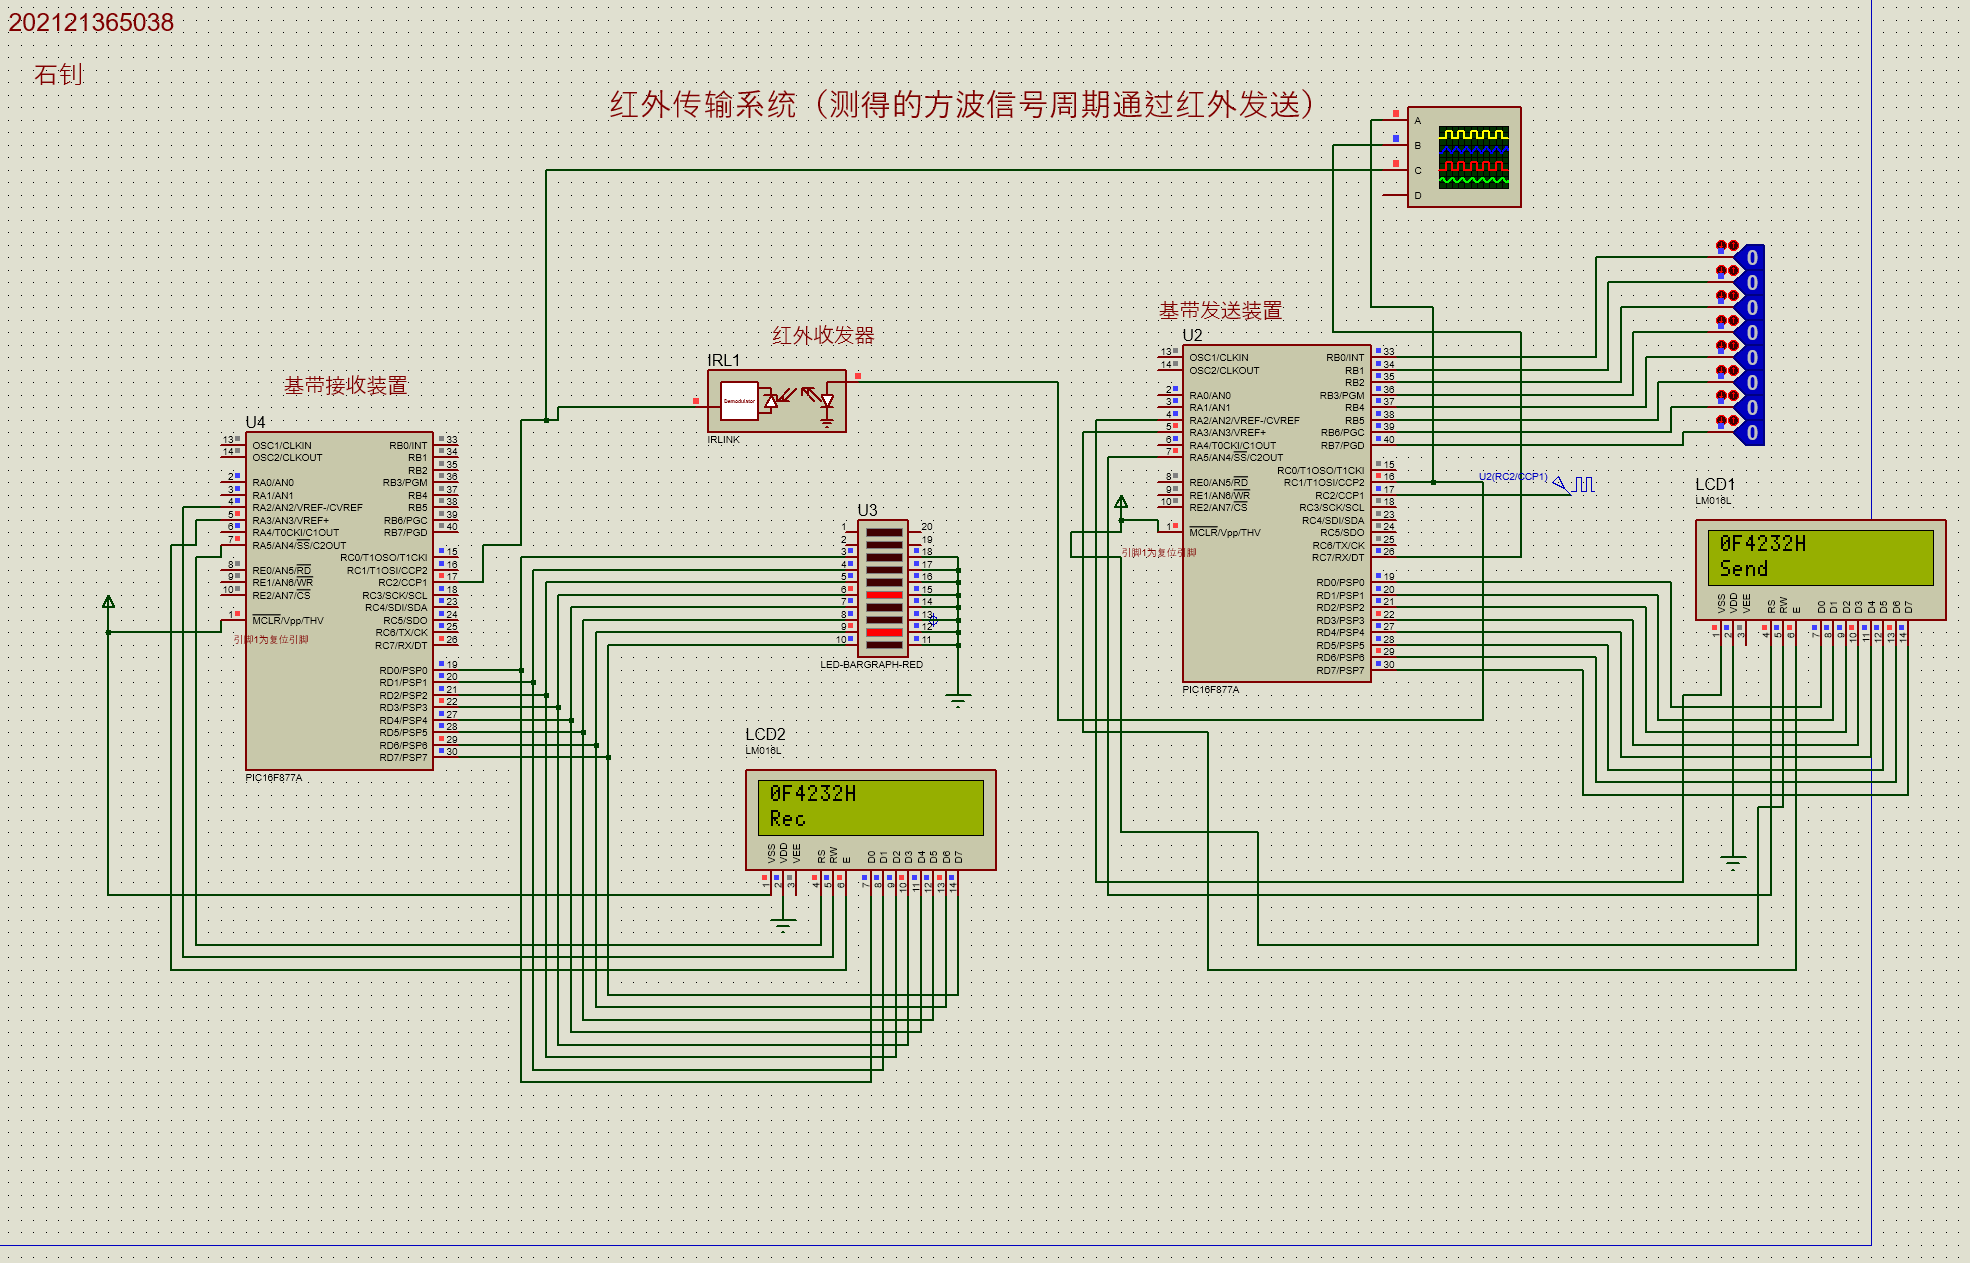 202121365038
石钊
红外传输系统（测得的方波信号周期通过红外发送）
A
B
C
D
0
0
0
0
0
0
0
0
红外收发器
IRL1
Demodulator
IRLINK
基带接收装置
U4
13 OSC1/CLKIN
14 OSC2/CLKOUT
2 RA0/AN0
3 RA1/AN1
4 RA2/AN2/VREF-/CVREF
5 RA3/AN3/VREF+
6 RA4/T0CKI/C1OUT
7 RA5/AN4/SS/C2OUT
8 RE0/AN5/RD
9 RE1/AN6/WR
10 RE2/AN7/CS
1 MCLR/Vpp/THV
RB0/INT 33
RB1 34
RB2 35
RB3/PGM 36
RB4 37
RB5 38
RB6/PGC 39
RB7/PGD 40
RC0/T1OSO/T1CKI 15
RC1/T1OSI/CCP2 16
RC2/CCP1 17
RC3/SCK/SCL 18
RC4/SDI/SDA 23
RC5/SDO 24
RC6/TX/CK 25
RC7/RX/DT 26
RD0/PSP0 19
RD1/PSP1 20
RD2/PSP2 21
RD3/PSP3 22
RD4/PSP4 27
RD5/PSP5 28
RD6/PSP6 29
RD7/PSP7 30
引脚1为复位引脚
PIC16F877A
U3
1 20
2 19
3 18
4 17
5 16
6 15
7 14
8 13
9 12
10 11
LED-BARGRAPH-RED
LCD2
LM016L
0F4232H
Rec
VSS VDD VEE RS RW E D0 D1 D2 D3 D4 D5 D6 D7
1 2 3 4 5 6 7 8 9 10 11 12 13 14
基带发送装置
U2
13 OSC1/CLKIN
14 OSC2/CLKOUT
2 RA0/AN0
3 RA1/AN1
4 RA2/AN2/VREF-/CVREF
5 RA3/AN3/VREF+
6 RA4/T0CKI/C1OUT
7 RA5/AN4/SS/C2OUT
8 RE0/AN5/RD
9 RE1/AN6/WR
10 RE2/AN7/CS
1 MCLR/Vpp/THV
RB0/INT 33
RB1 34
RB2 35
RB3/PGM 36
RB4 37
RB5 38
RB6/PGC 39
RB7/PGD 40
RC0/T1OSO/T1CKI 15
RC1/T1OSI/CCP2 16
RC2/CCP1 17
RC3/SCK/SCL 18
RC4/SDI/SDA 23
RC5/SDO 24
RC6/TX/CK 25
RC7/RX/DT 26
RD0/PSP0 19
RD1/PSP1 20
RD2/PSP2 21
RD3/PSP3 22
RD4/PSP4 27
RD5/PSP5 28
RD6/PSP6 29
RD7/PSP7 30
引脚1为复位引脚
PIC16F877A
U2(RC2/CCP1)
LCD1
LM016L
0F4232H
Send
VSS VDD VEE RS RW E D0 D1 D2 D3 D4 D5 D6 D7
1 2 3 4 5 6 7 8 9 10 11 12 13 14